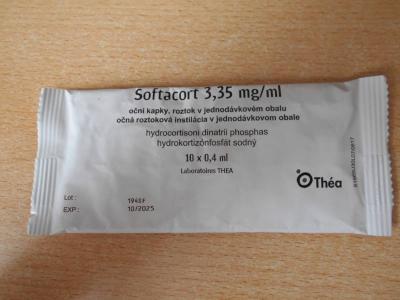 Softacort 3,35 mg/ml
oční kapky, roztok v jednodávkovém obalu
očná roztoková instilácia v jednodávkovom obale
hydrocortisoni dinatrii phosphas
hydrokortizónfosfát sodný
10 x 0,4 ml
Laboratoires THEA
Théa
Lot : 194šF
EXP : 10/2025